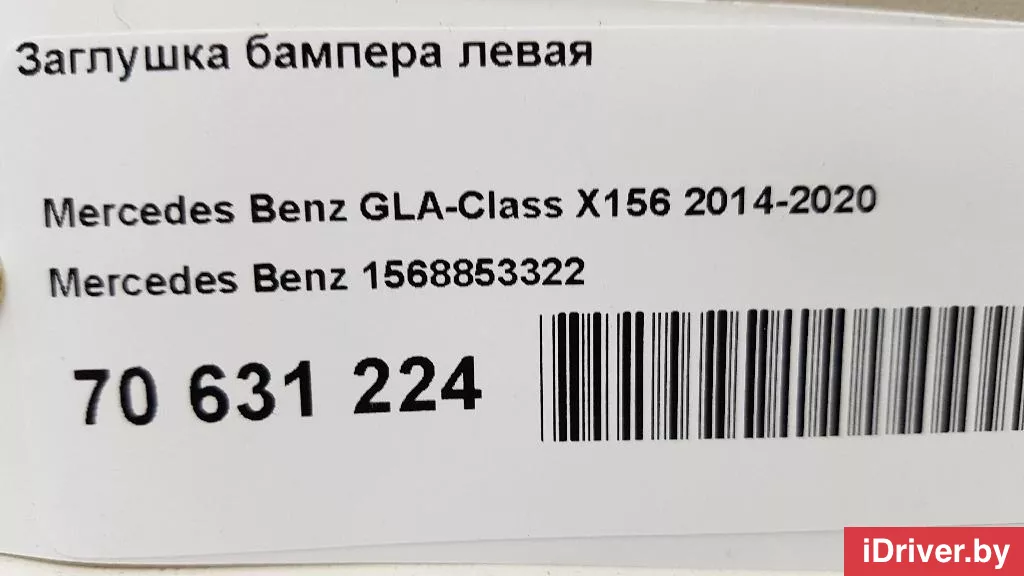 Заглушка бампера левая
Mercedes Benz GLA-Class X156 2014-2020
Mercedes Benz 1568853322
70 631 224
iDriver.by